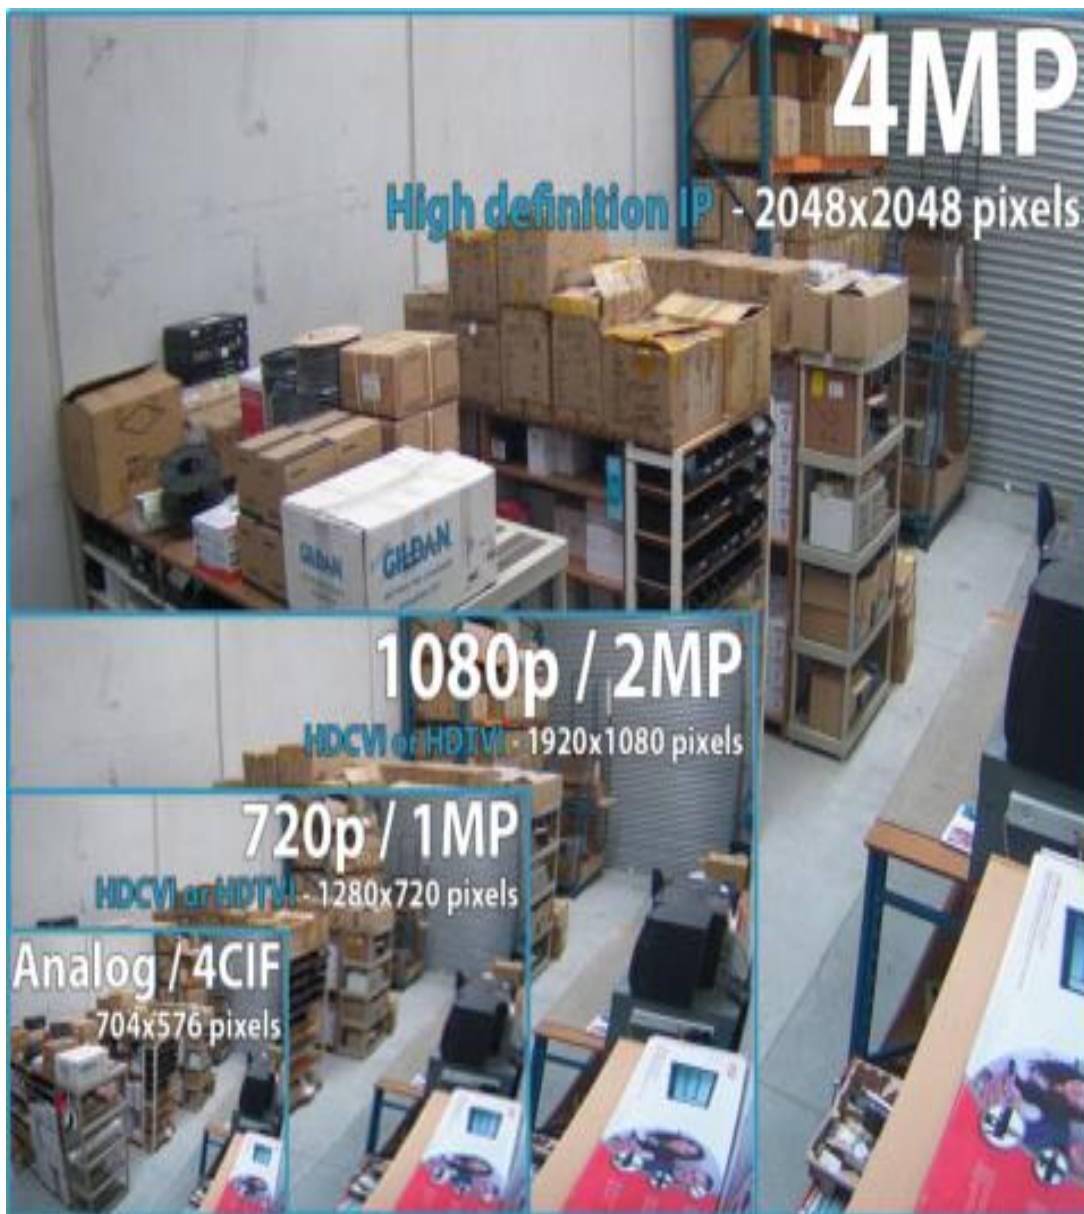 4MP
High definition IP - 2048x2048 pixels
GILDAN
GILDAN
1080p / 2MP
HDCVI or HDTVI - 1920x1080 pixels
720p / 1MP
HDCVI or HDTVI - 1280x720 pixels
Analog / 4CIF
704x576 pixels